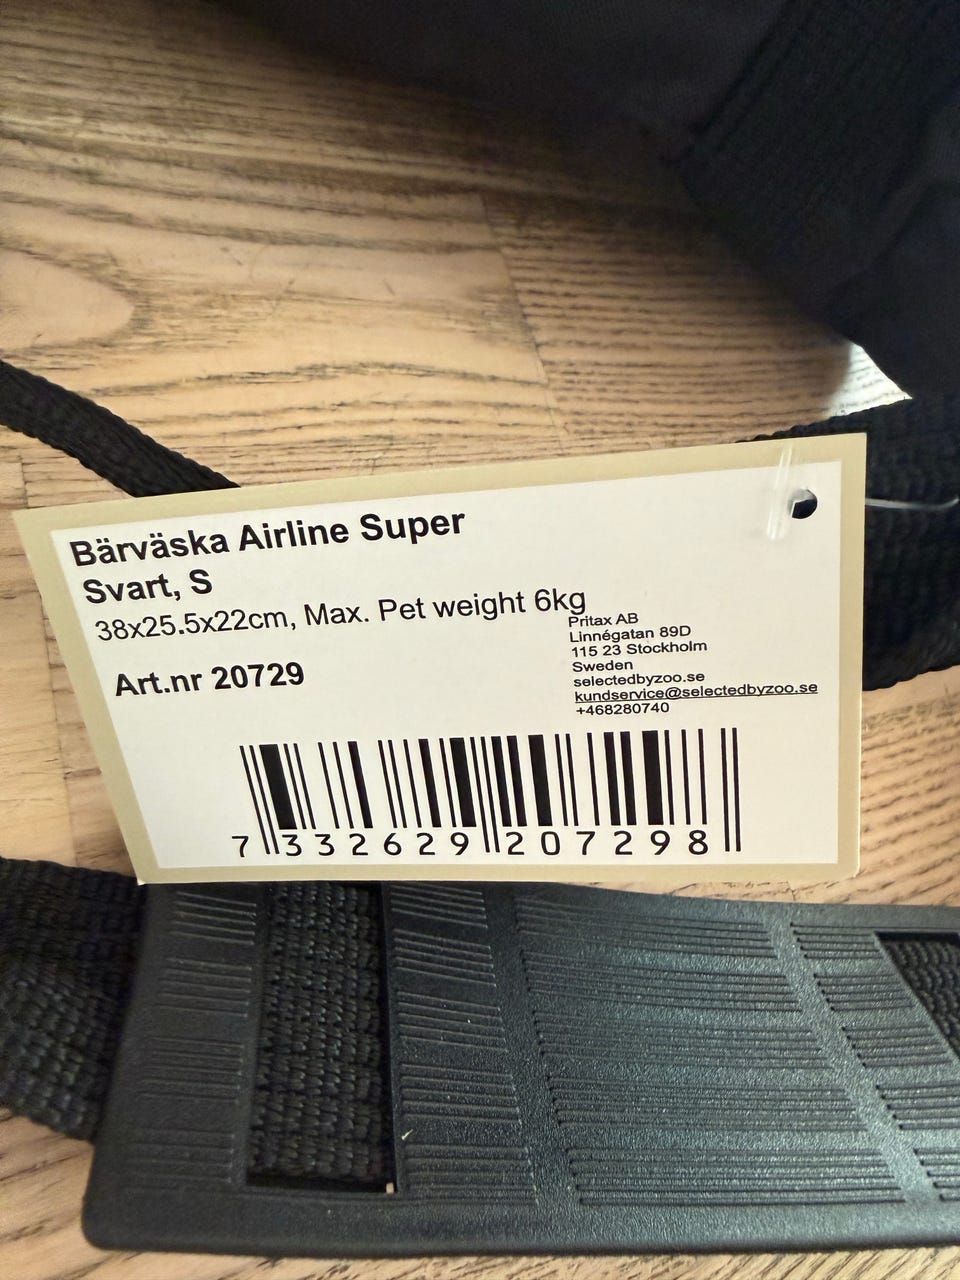 Bärväska Airline Super
Svart, S
38x25.5x22cm, Max. Pet weight 6kg
Art.nr 20729
Pritax AB
Linnégatan 89D
115 23 Stockholm
Sweden
selectedbyzoo.se
kundservice@selectedbyzoo.se
+468280740
7 332629 207298